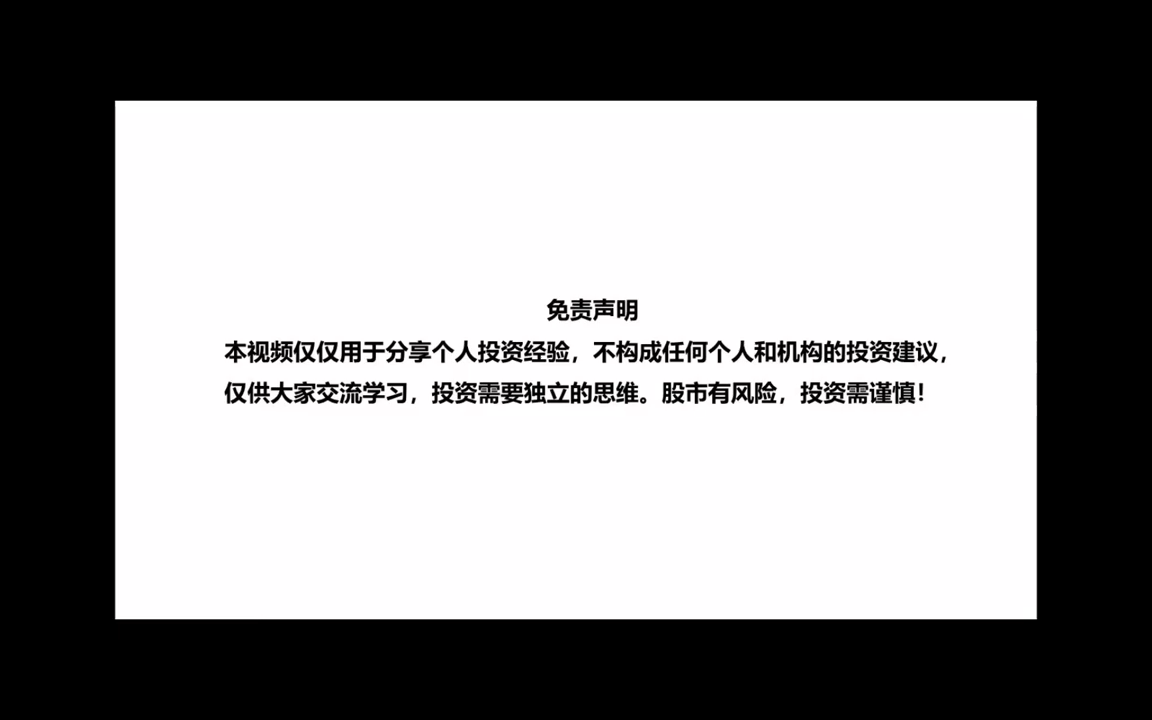 免责声明
本视频仅仅用于分享个人投资经验，不构成任何个人和机构的投资建议，
仅供大家交流学习，投资需要独立的思维。股市有风险，投资需谨慎！